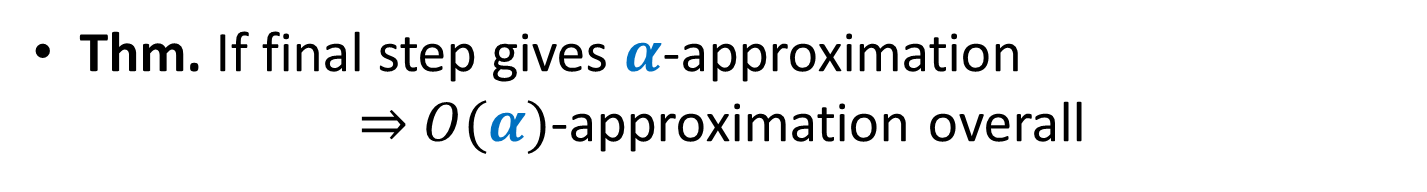 • Thm. If final step gives 𝜶-approximation
⇒ 𝑂(𝜶)-approximation overall